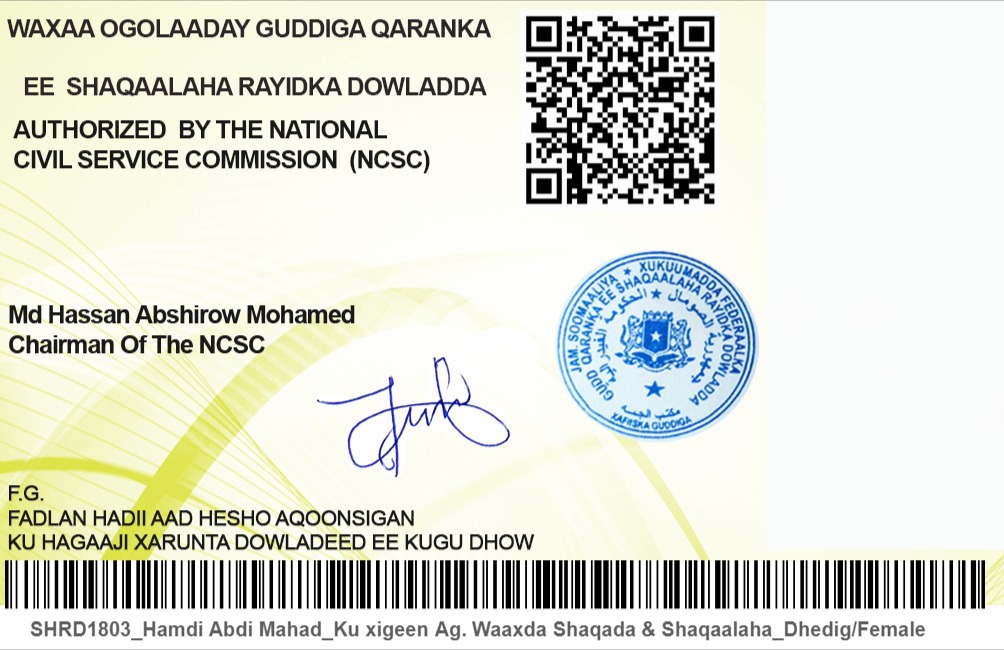 WAXAA OGOLAADAY GUDDIGA QARANKA
EE SHAQAALAHA RAYIDKA DOWLADDA
AUTHORIZED BY THE NATIONAL
CIVIL SERVICE COMMISSION (NCSC)
Md Hassan Abshirow Mohamed
Chairman Of The NCSC
JAM. SOOMAALIYA ★ XUKUUMADDA FEDERAALKA
GUDD QARANKA EE SHAQAALAHA RAYIDKA DOWLADDA
XAFIISKA GUDDIGA
F.G.
FADLAN HADII AAD HESHO AQOONSIGAN
KU HAGAAJI XARUNTA DOWLADEED EE KUGU DHOW
SHRD1803_Hamdi Abdi Mahad_Ku xigeen Ag. Waaxda Shaqada & Shaqaalaha_Dhedig/Female